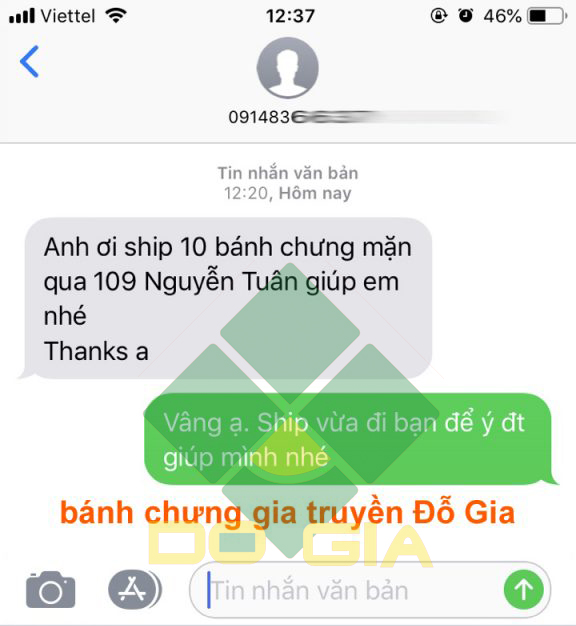 Viettel 12:37 46%
091483
Tin nhắn văn bản
12:20, Hôm nay
Anh ơi ship 10 bánh chưng mặn
qua 109 Nguyễn Tuân giúp em
nhé
Thanks a
Vâng ạ. Ship vừa đi bạn để ý đt
giúp mình nhé
bánh chưng gia truyền Đỗ Gia
DO GIA
Tin nhắn văn bản